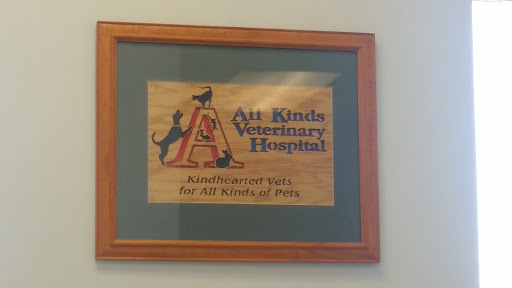 A
All Kinds
Veterinary
Hospital
Kindhearted Vets
for All Kinds of Pets